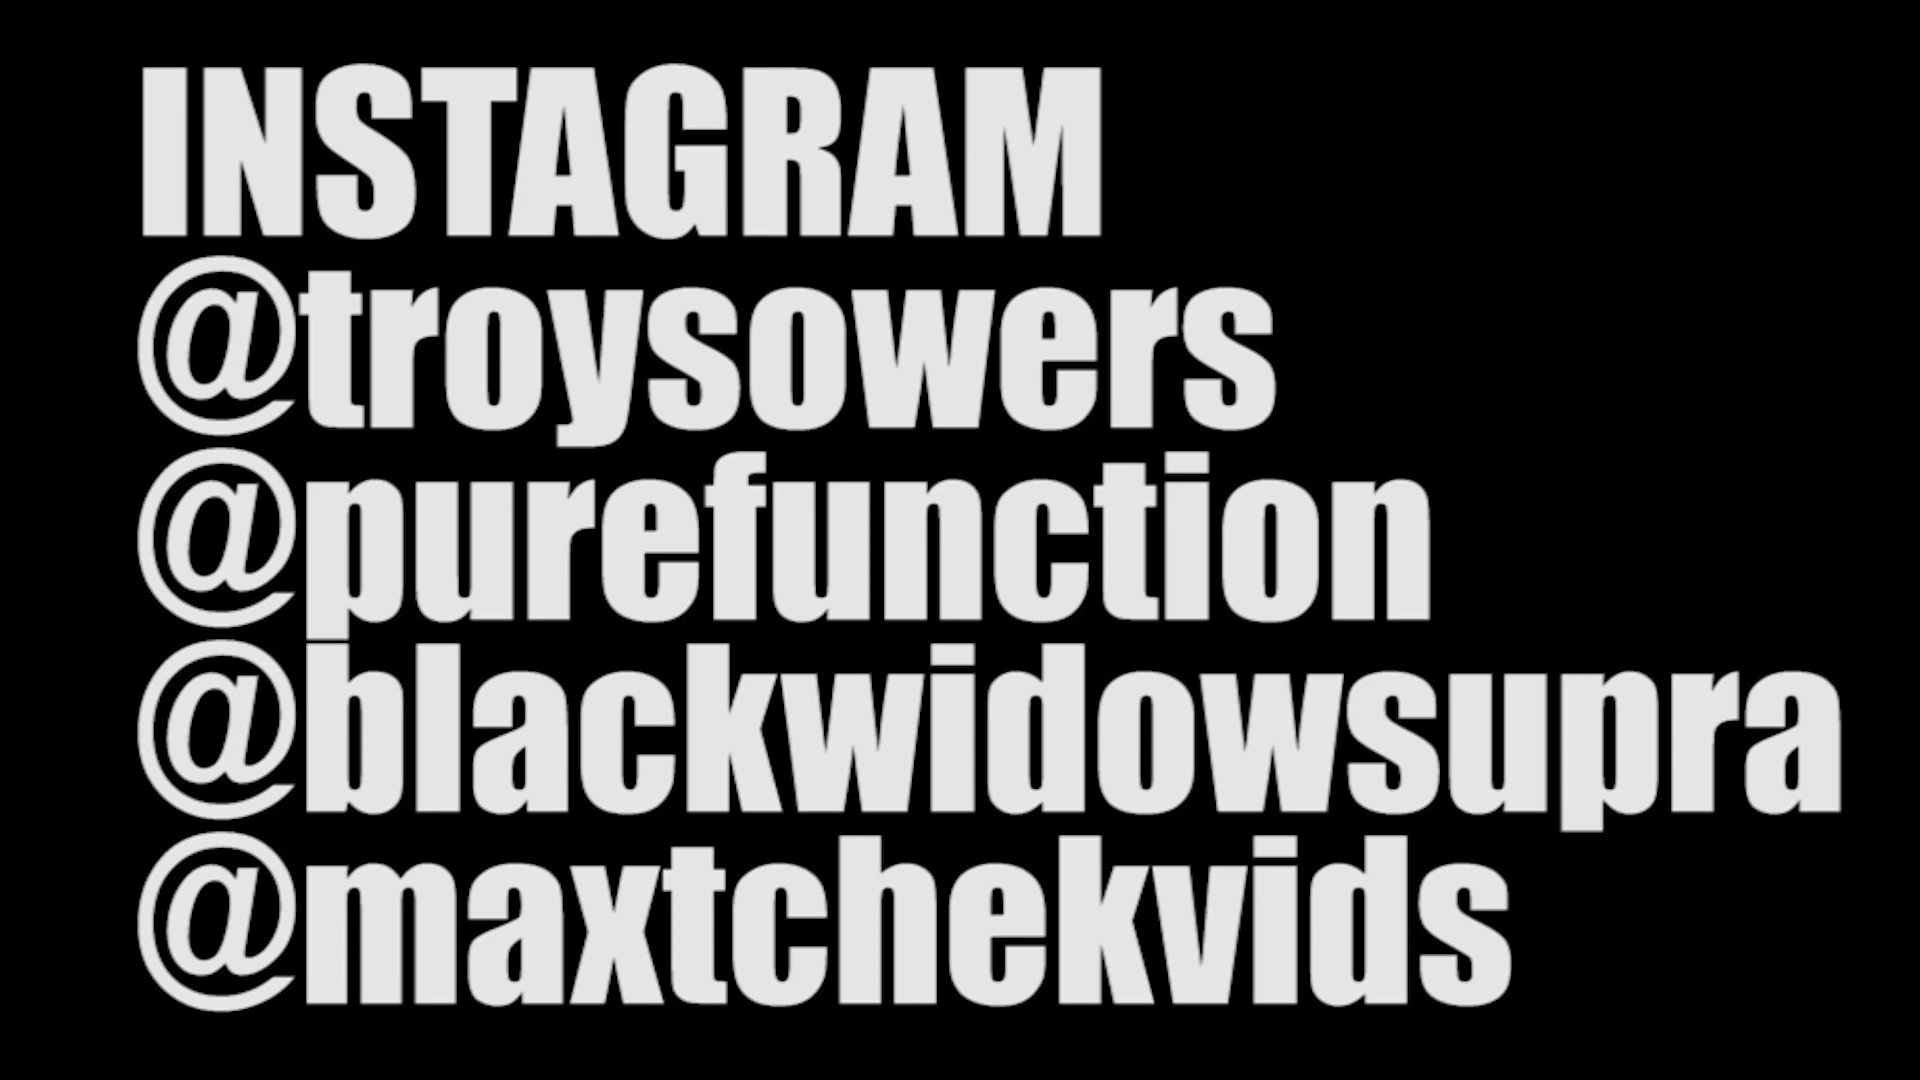 INSTAGRAM
@troysowers
@purefunction
@blackwidowsupra
@maxtchekvids